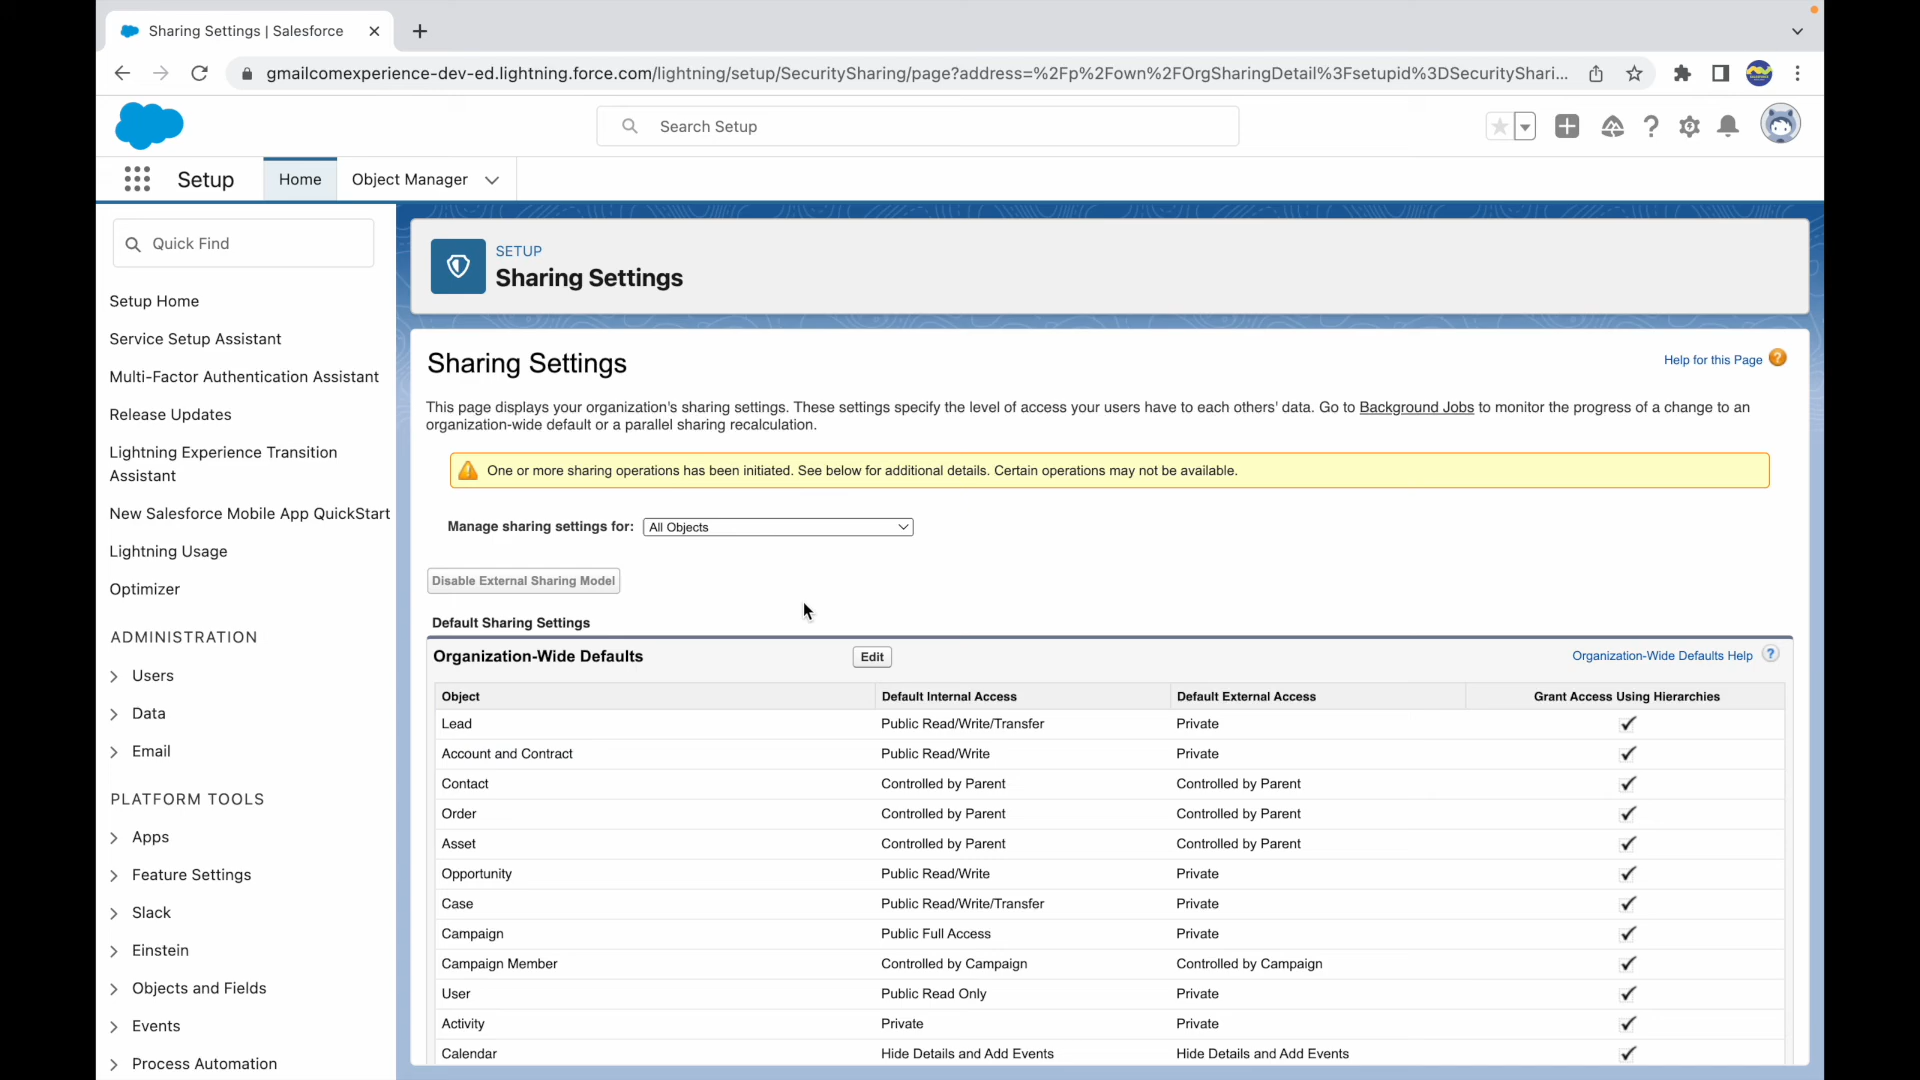 Sharing Settings | Salesforce
gmailcomexperience-dev-ed.lightning.force.com/lightning/setup/SecuritySharing/page?address=%2Fp%2Fown%2FOrgSharingDetail%3Fsetupid%3DSecurityShari...
Search Setup
Setup
Home
Object Manager
Quick Find
Setup Home
Service Setup Assistant
Multi-Factor Authentication Assistant
Release Updates
Lightning Experience Transition
Assistant
New Salesforce Mobile App QuickStart
Lightning Usage
Optimizer
ADMINISTRATION
Users
Data
Email
PLATFORM TOOLS
Apps
Feature Settings
Slack
Einstein
Objects and Fields
Events
Process Automation
SETUP
Sharing Settings
Sharing Settings
Help for this Page
This page displays your organization's sharing settings. These settings specify the level of access your users have to each others' data. Go to Background Jobs to monitor the progress of a change to an
organization-wide default or a parallel sharing recalculation.
One or more sharing operations has been initiated. See below for additional details. Certain operations may not be available.
Manage sharing settings for: All Objects
Disable External Sharing Model
Default Sharing Settings
Organization-Wide Defaults Edit Organization-Wide Defaults Help ?
Object Default Internal Access Default External Access Grant Access Using Hierarchies
Lead Public Read/Write/Transfer Private
Account and Contract Public Read/Write Private
Contact Controlled by Parent Controlled by Parent
Order Controlled by Parent Controlled by Parent
Asset Controlled by Parent Controlled by Parent
Opportunity Public Read/Write Private
Case Public Read/Write/Transfer Private
Campaign Public Full Access Private
Campaign Member Controlled by Campaign Controlled by Campaign
User Public Read Only Private
Activity Private Private
Calendar Hide Details and Add Events Hide Details and Add Events